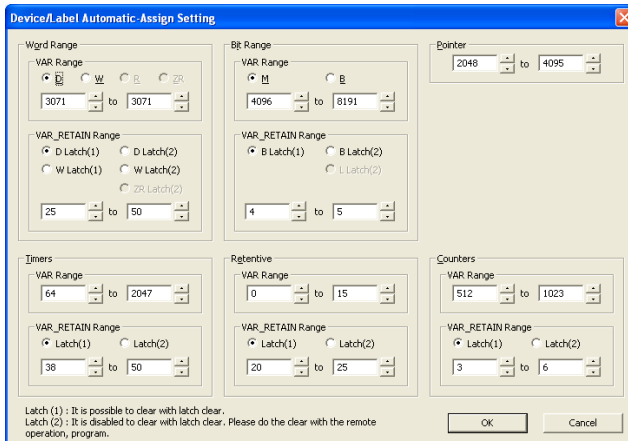 Device/Label Automatic-Assign Setting
Word Range
VAR Range
D W R ZR
3071 to 3071
VAR_RETAIN Range
D Latch(1) D Latch(2)
W Latch(1) W Latch(2)
ZR Latch(2)
25 to 50
Bit Range
VAR Range
M B
4096 to 8191
VAR_RETAIN Range
B Latch(1) B Latch(2)
L Latch(2)
4 to 5
Pointer
2048 to 4095
Timers
VAR Range
64 to 2047
VAR_RETAIN Range
Latch(1) Latch(2)
38 to 50
Retentive
VAR Range
0 to 15
VAR_RETAIN Range
Latch(1) Latch(2)
20 to 25
Counters
VAR Range
512 to 1023
VAR_RETAIN Range
Latch(1) Latch(2)
3 to 6
Latch (1) : It is possible to clear with latch clear.
Latch (2) : It is disabled to clear with latch clear. Please do the clear with the remote
operation, program.
OK Cancel